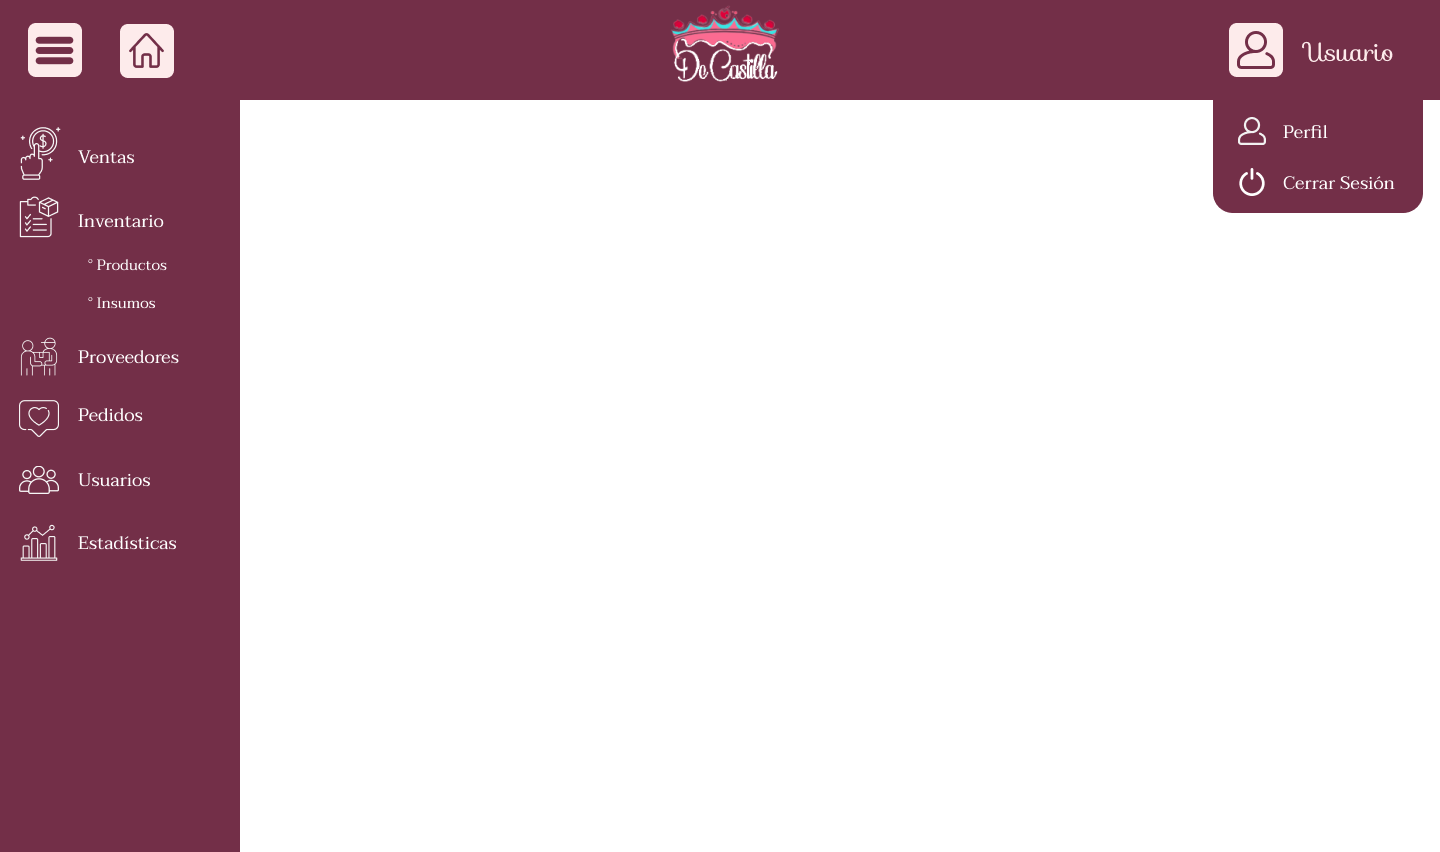 De Castilla
Usuario
Perfil
Cerrar Sesión
Ventas
Inventario
° Productos
° Insumos
Proveedores
Pedidos
Usuarios
Estadísticas